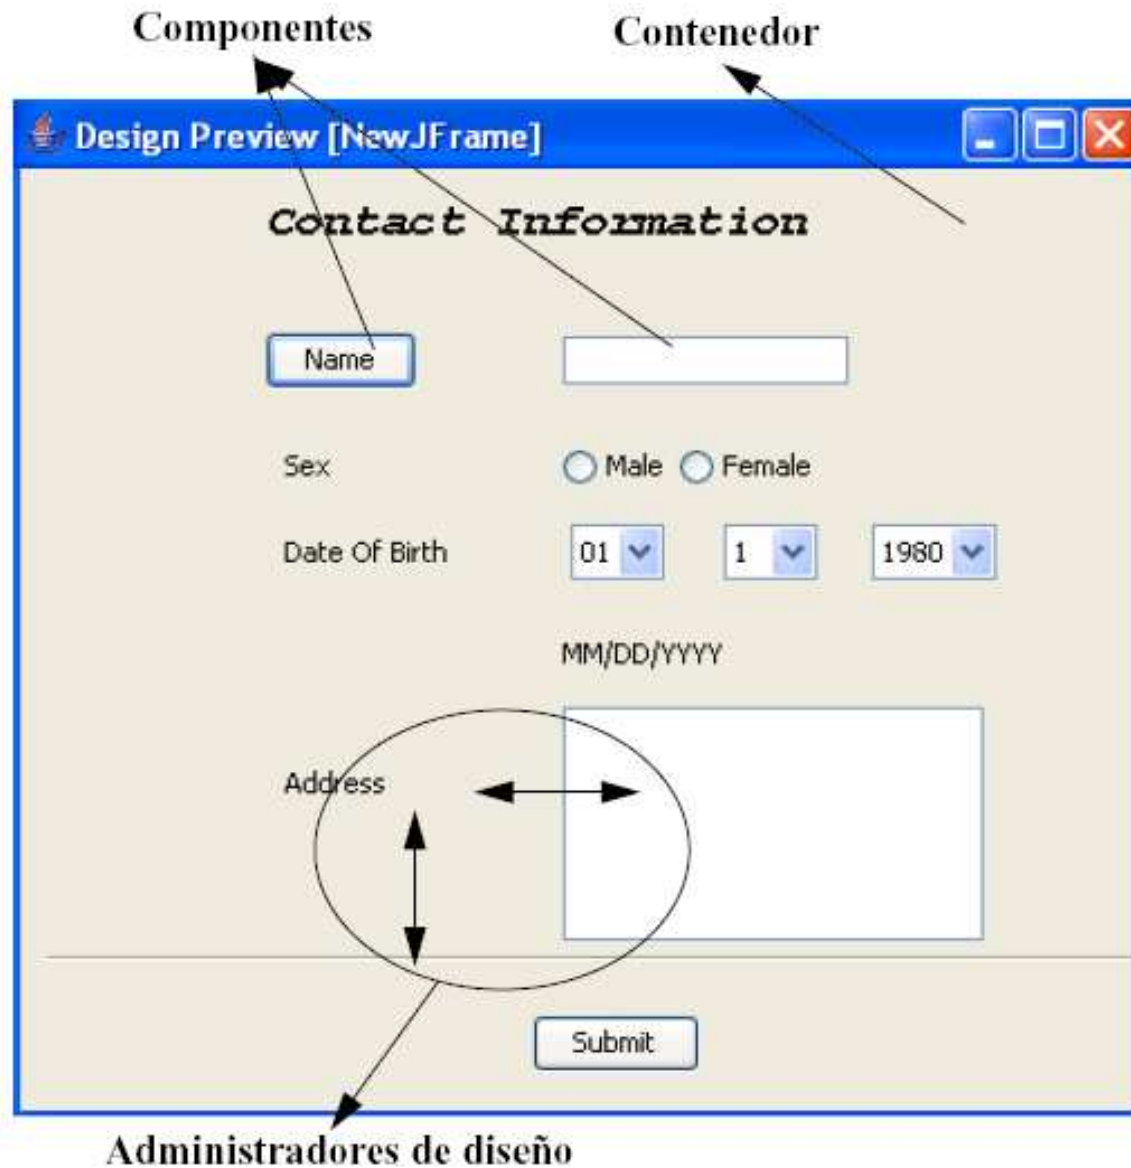 Componentes
Contenedor
Design Preview [NewJFrame]
Contact Information
Name
Sex
Male Female
Date Of Birth
01 1 1980
MM/DD/YYYY
Address
Submit
Administradores de diseño